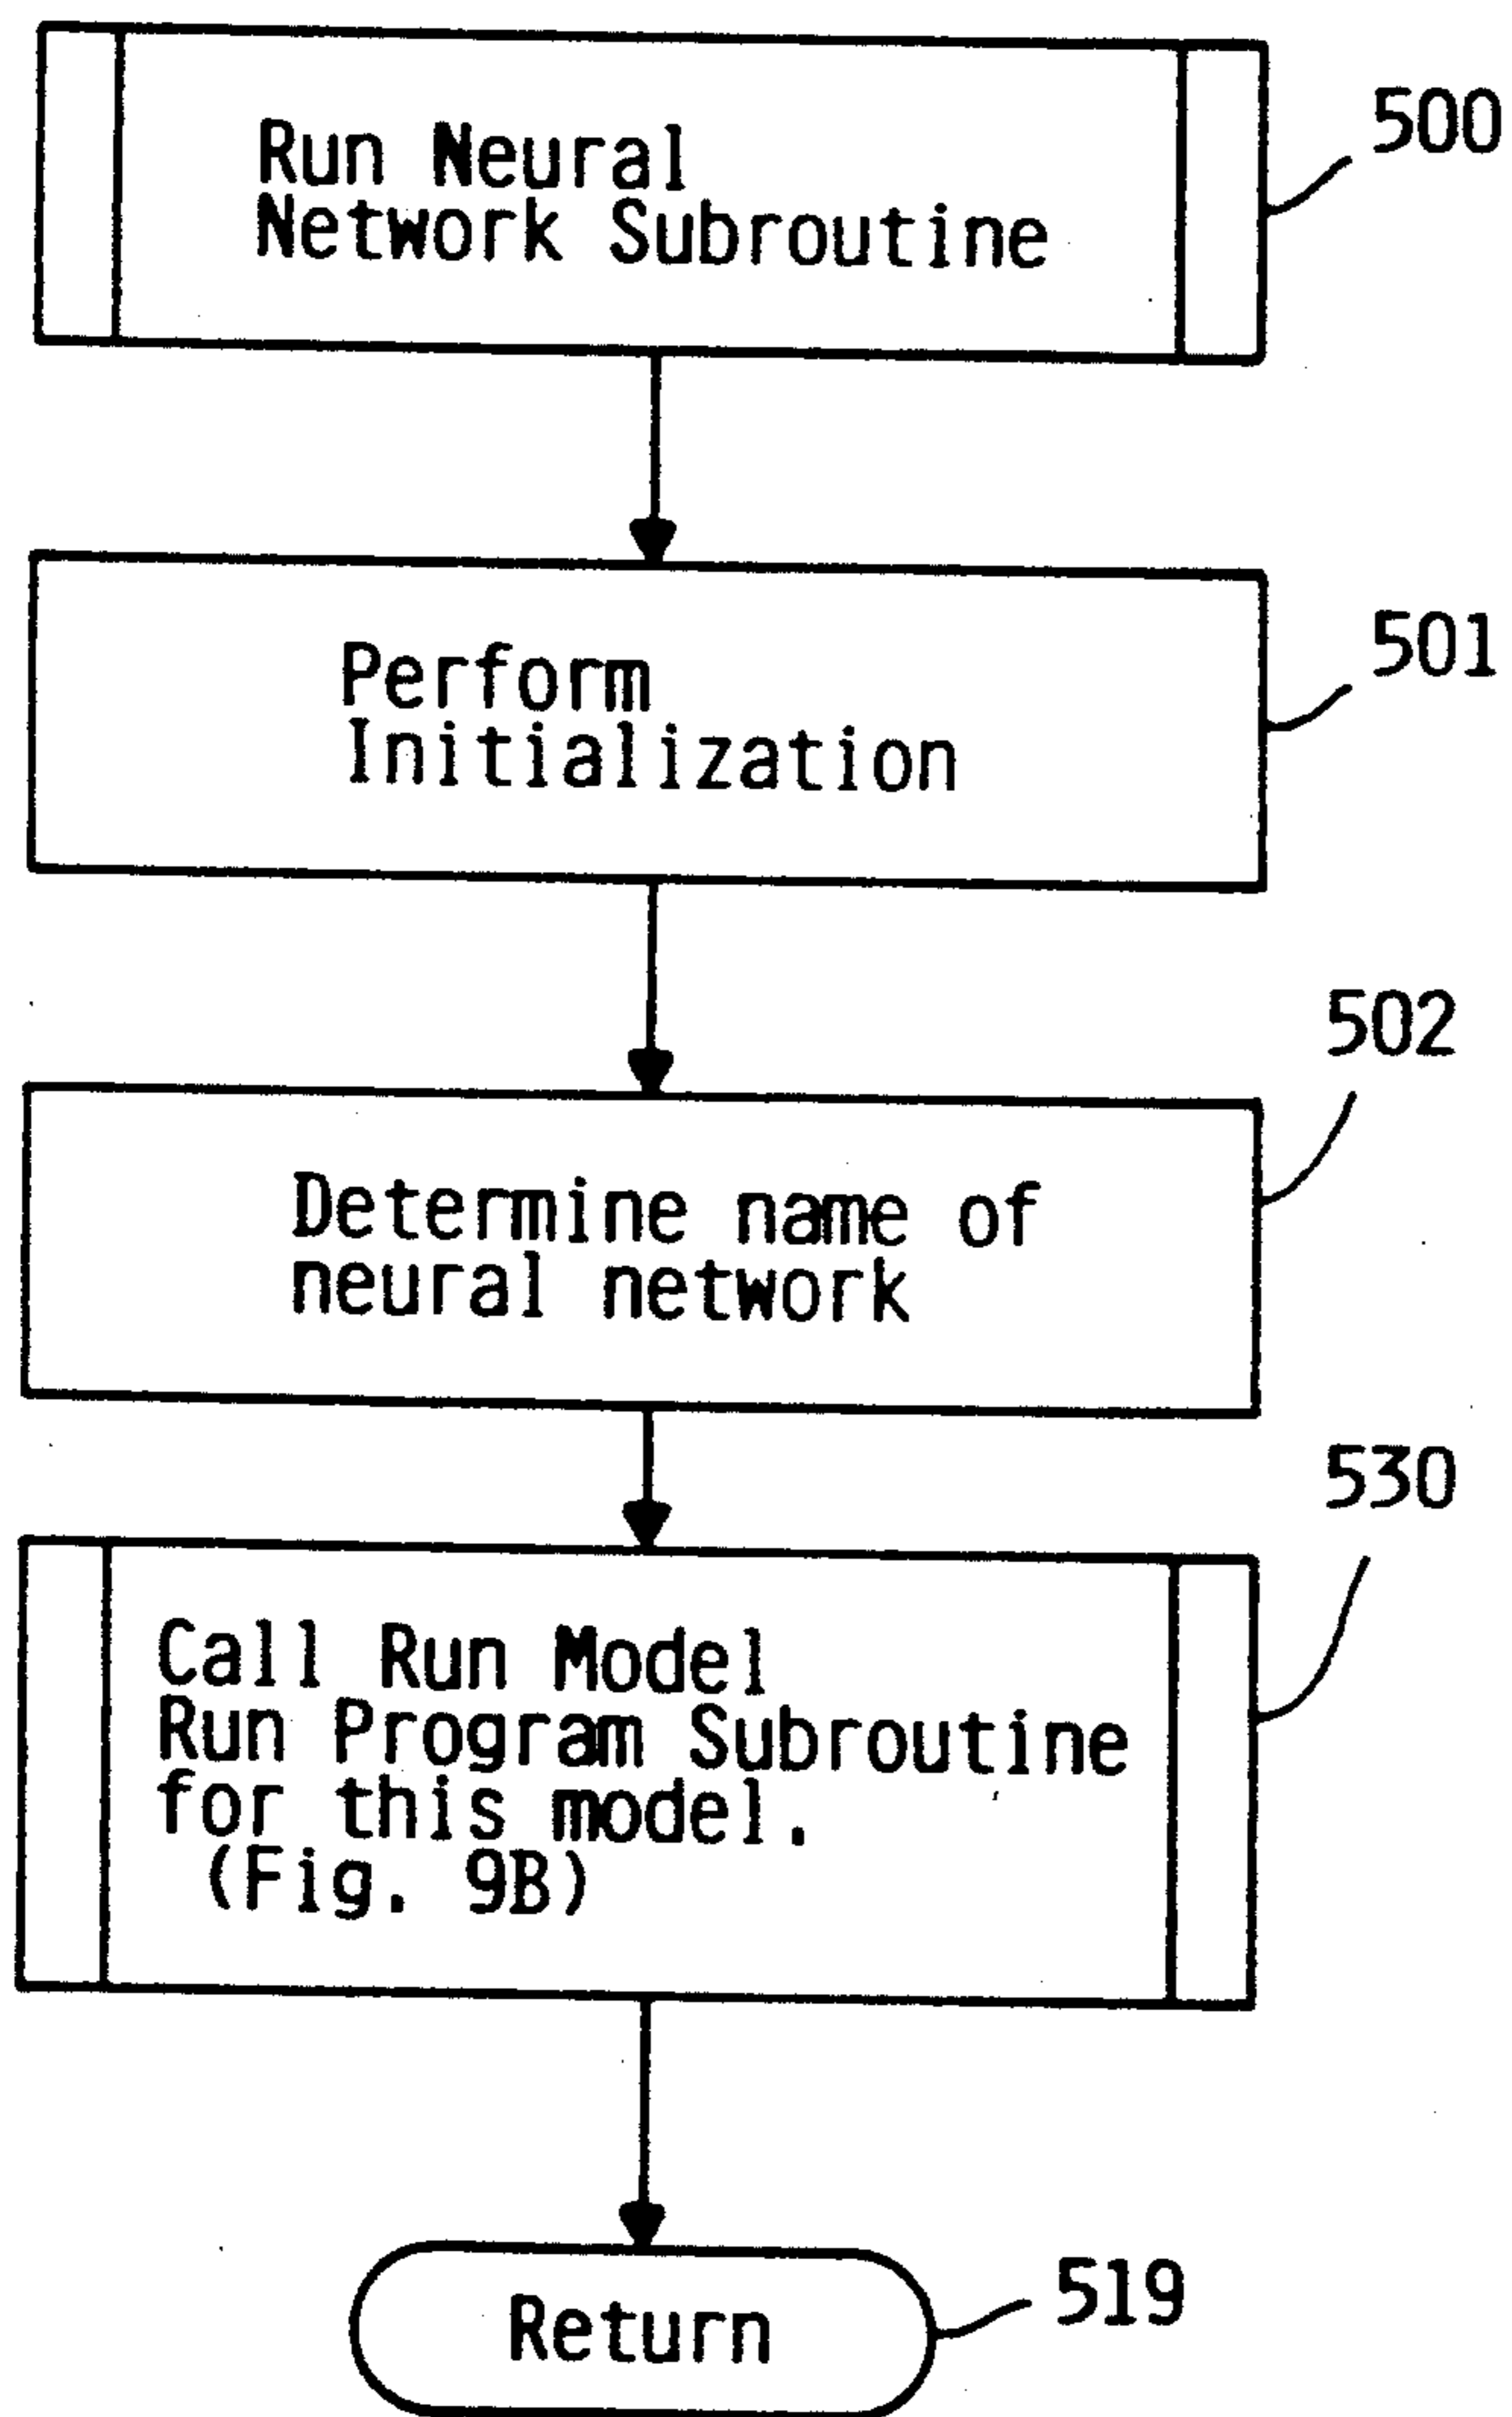 Run Neural
Network Subroutine
500
Perform
Initialization
501
502
Determine name of
neural network
530
Call Run Model
Run Program Subroutine
for this model.
(Fig. 9B)
Return
519